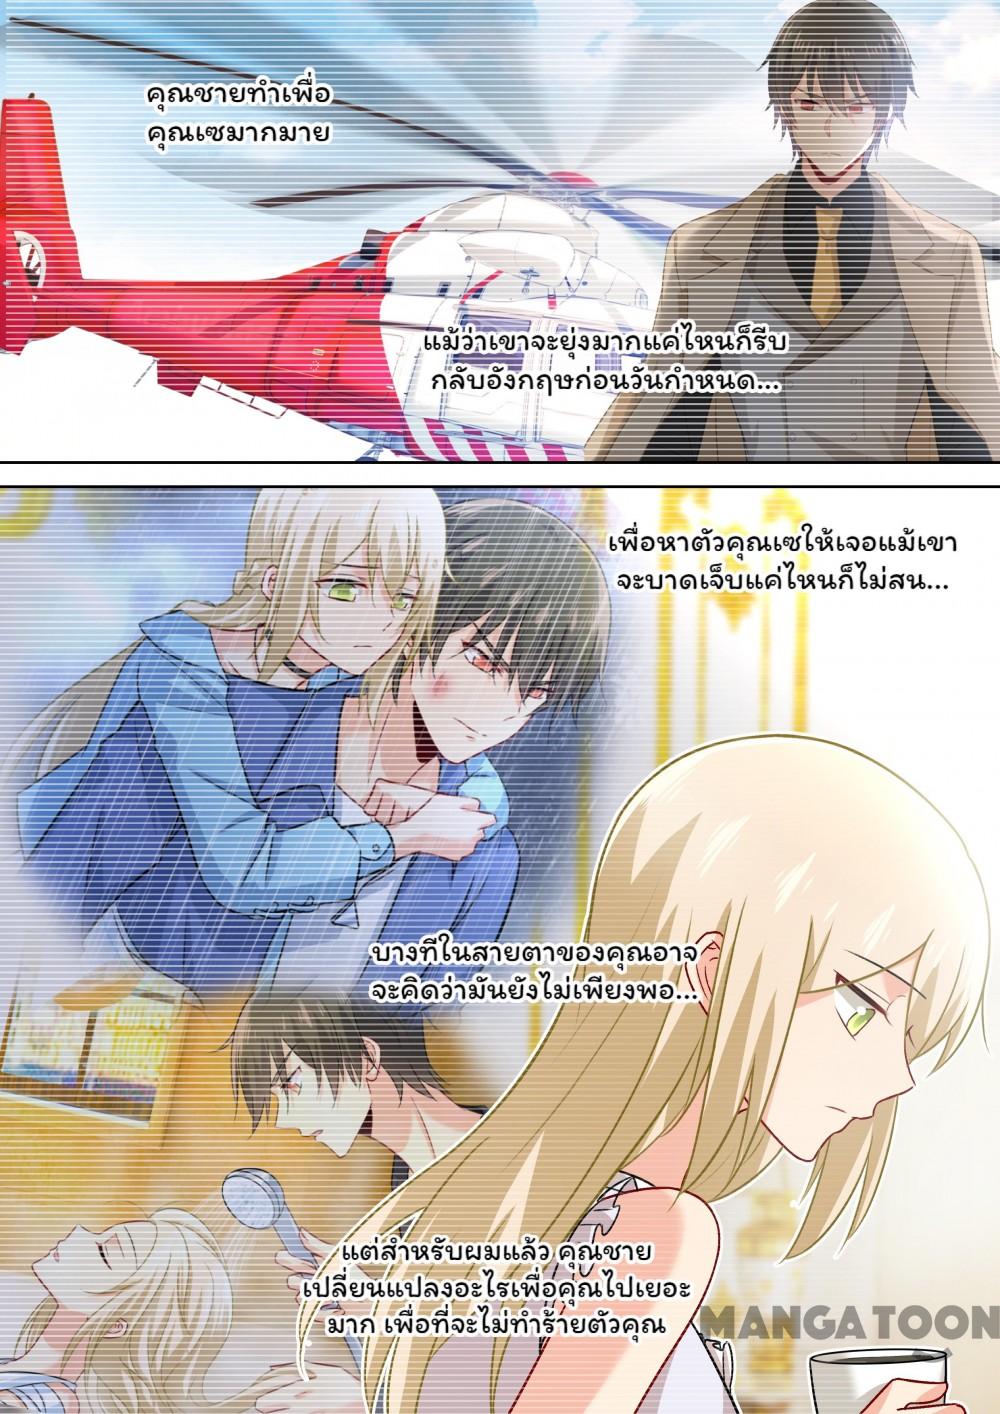 คุณชายทำเพื่อ
คุณเซมากมาย
แม้ว่าเขาจะยุ่งมากแค่ไหนก็รีบ
กลับอังกฤษก่อนวันกำหนด...
เพื่อหาตัวคุณเซให้เจอแม้เขา
จะบาดเจ็บแค่ไหนก็ไม่สน...
บางทีในสายตาของคุณอาจ
จะคิดว่ามันยังไม่เพียงพอ...
แต่สำหรับผมแล้ว คุณชาย
เปลี่ยนแปลงอะไรเพื่อคุณไปเยอะ
มาก เพื่อที่จะไม่ทำร้ายตัวคุณ
MANGATOON